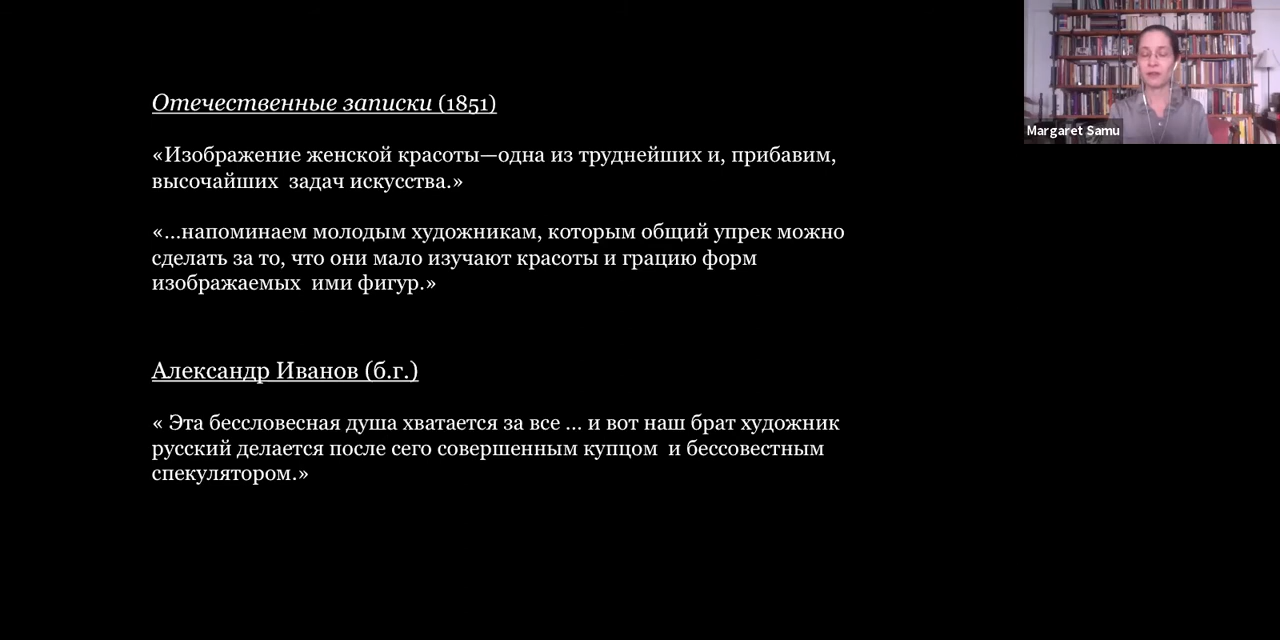 Отечественные записки (1851)
«Изображение женской красоты—одна из труднейших и, прибавим,
высочайших  задач искусства.»
«...напоминаем молодым художникам, которым общий упрек можно
сделать за то, что они мало изучают красоты и грацию форм
изображаемых  ими фигур.»
Александр Иванов (б.г.)
« Эта бессловесная душа хватается за все ... и вот наш брат художник
русский делается после сего совершенным купцом  и бессовестным
спекулятором.»
Margaret Samu